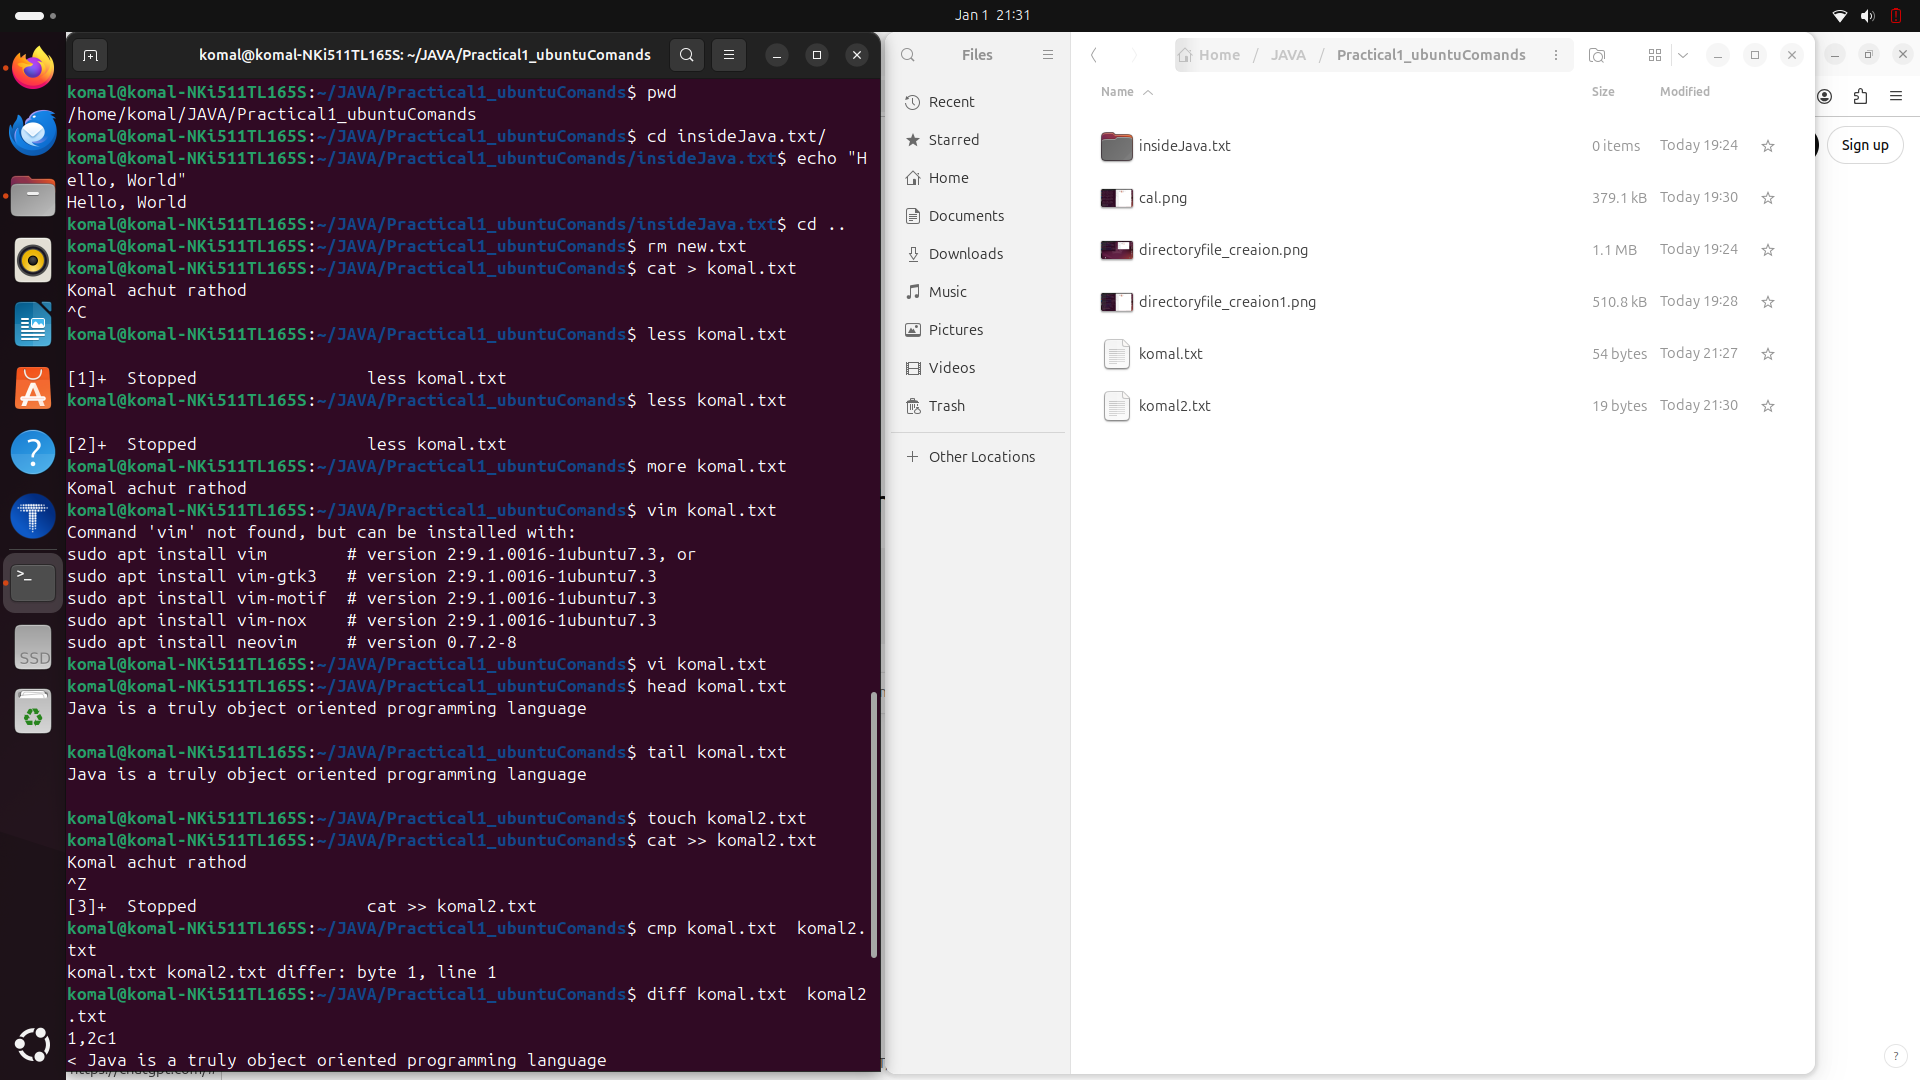 Jan 1 21:31
komal@komal-NKi511TL165S: ~/JAVA/Practical1_ubuntuComands
komal@komal-NKi511TL165S:~/JAVA/Practical1_ubuntuComands$ pwd
/home/komal/JAVA/Practical1_ubuntuComands
komal@komal-NKi511TL165S:~/JAVA/Practical1_ubuntuComands$ cd insideJava.txt/
komal@komal-NKi511TL165S:~/JAVA/Practical1_ubuntuComands/insideJava.txt$ echo "H
ello, World"
Hello, World
komal@komal-NKi511TL165S:~/JAVA/Practical1_ubuntuComands/insideJava.txt$ cd ..
komal@komal-NKi511TL165S:~/JAVA/Practical1_ubuntuComands$ rm new.txt
komal@komal-NKi511TL165S:~/JAVA/Practical1_ubuntuComands$ cat > komal.txt
Komal achut rathod
^C
komal@komal-NKi511TL165S:~/JAVA/Practical1_ubuntuComands$ less komal.txt
[1]+  Stopped                 less komal.txt
komal@komal-NKi511TL165S:~/JAVA/Practical1_ubuntuComands$ less komal.txt
[2]+  Stopped                 less komal.txt
komal@komal-NKi511TL165S:~/JAVA/Practical1_ubuntuComands$ more komal.txt
Komal achut rathod
komal@komal-NKi511TL165S:~/JAVA/Practical1_ubuntuComands$ vim komal.txt
Command 'vim' not found, but can be installed with:
sudo apt install vim        # version 2:9.1.0016-1ubuntu7.3, or
sudo apt install vim-gtk3   # version 2:9.1.0016-1ubuntu7.3
sudo apt install vim-motif  # version 2:9.1.0016-1ubuntu7.3
sudo apt install vim-nox    # version 2:9.1.0016-1ubuntu7.3
sudo apt install neovim     # version 0.7.2-8
komal@komal-NKi511TL165S:~/JAVA/Practical1_ubuntuComands$ vi komal.txt
komal@komal-NKi511TL165S:~/JAVA/Practical1_ubuntuComands$ head komal.txt
Java is a truly object oriented programming language
komal@komal-NKi511TL165S:~/JAVA/Practical1_ubuntuComands$ tail komal.txt
Java is a truly object oriented programming language
komal@komal-NKi511TL165S:~/JAVA/Practical1_ubuntuComands$ touch komal2.txt
komal@komal-NKi511TL165S:~/JAVA/Practical1_ubuntuComands$ cat >> komal2.txt
Komal achut rathod
^Z
[3]+  Stopped                 cat >> komal2.txt
komal@komal-NKi511TL165S:~/JAVA/Practical1_ubuntuComands$ cmp komal.txt  komal2.
txt
komal.txt komal2.txt differ: byte 1, line 1
komal@komal-NKi511TL165S:~/JAVA/Practical1_ubuntuComands$ diff komal.txt  komal2
.txt
1,2c1
< Java is a truly object oriented programming language
SSD
Files
Recent
Starred
Home
Documents
Downloads
Music
Pictures
Videos
Trash
Other Locations
Home / JAVA / Practical1_ubuntuComands
Name Size Modified
insideJava.txt 0 items Today 19:24
cal.png 379.1 kB Today 19:30
directoryfile_creaion.png 1.1 MB Today 19:24
directoryfile_creaion1.png 510.8 kB Today 19:28
komal.txt 54 bytes Today 21:27
komal2.txt 19 bytes Today 21:30
Sign up
?